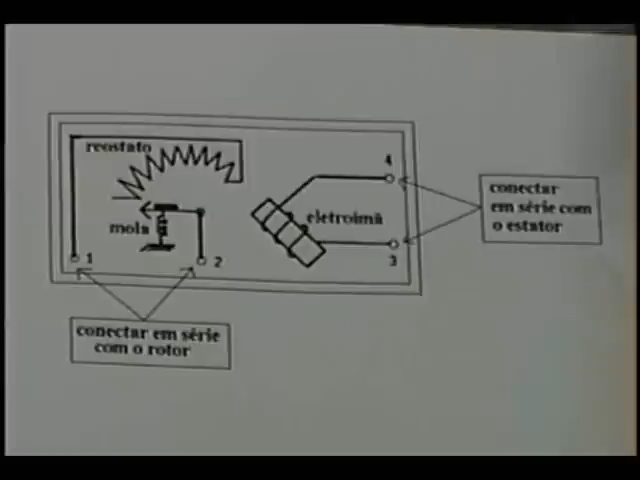 reostato
4
eletroimã
mola
1
2
3
conectar
em série com
o estator
conectar em série
com o rotor